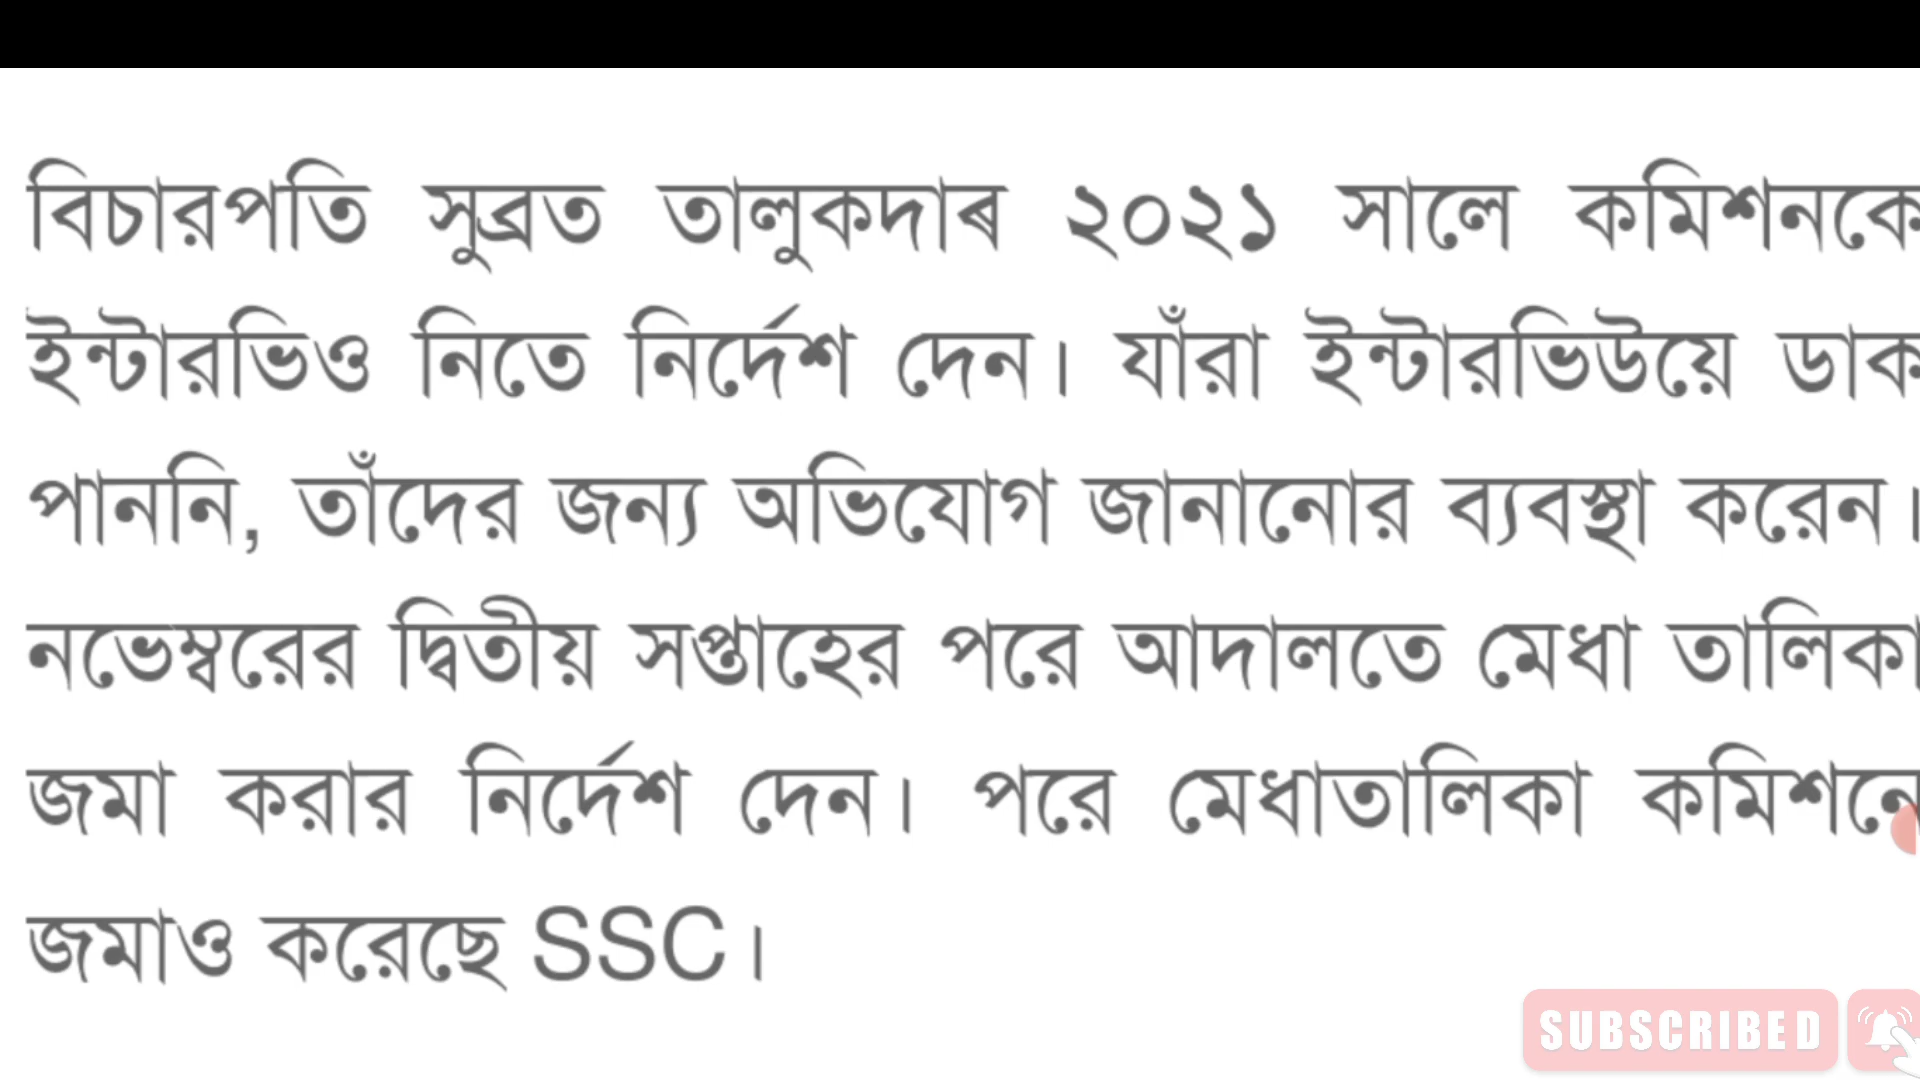 বিচারপতি সুব্রত তালুকদাৰ ২০২১ সালে কমিশনকে
ইন্টারভিও নিতে নির্দেশ দেন। যাঁরা ইন্টারভিউয়ে ডাক
পাননি, তাঁদের জন্য অভিযোগ জানানোর ব্যবস্থা করেন।
নভেম্বরের দ্বিতীয় সপ্তাহের পরে আদালতে মেধা তালিকা
জমা করার নির্দেশ দেন। পরে মেধাতালিকা কমিশনে
জমাও করেছে SSC।
SUBSCRIBED